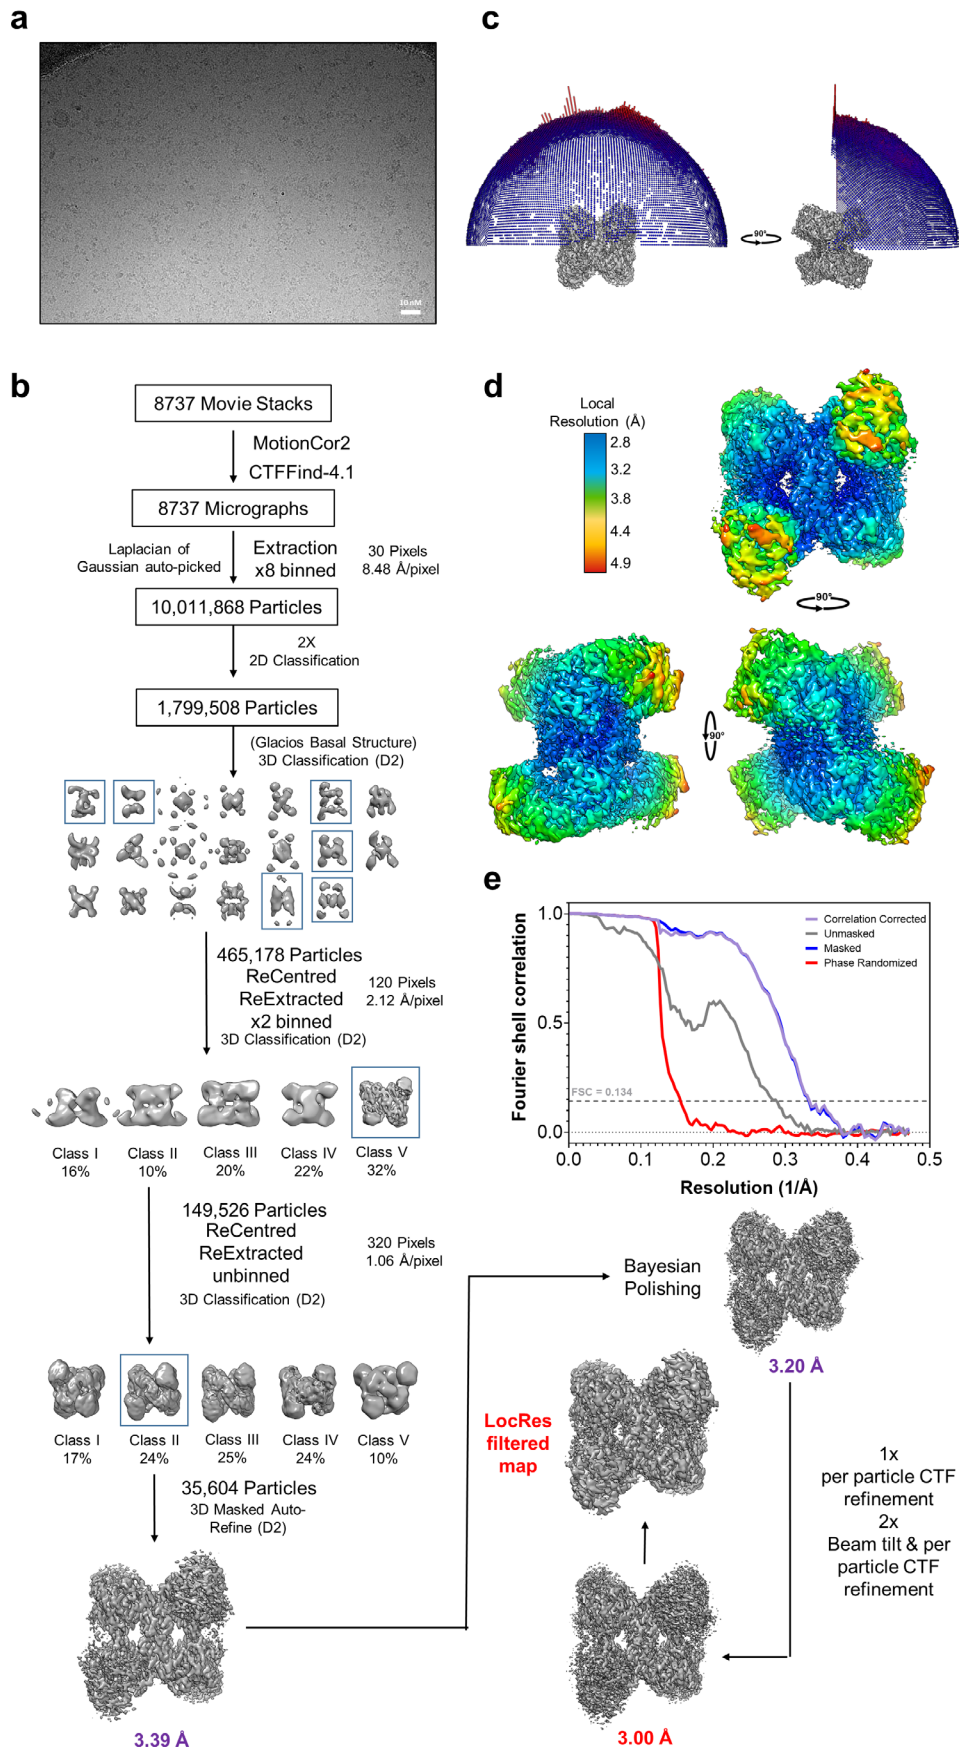 a
10 nM
b
8737 Movie Stacks
MotionCor2
CTFFind-4.1
8737 Micrographs
Laplacian of
Gaussian auto-picked
Extraction
x8 binned
30 Pixels
8.48 Å/pixel
10,011,868 Particles
2X
2D Classification
1,799,508 Particles
(Glacios Basal Structure)
3D Classification (D2)
465,178 Particles
ReCentred
ReExtracted
x2 binned
3D Classification (D2)
120 Pixels
2.12 Å/pixel
Class I
16%
Class II
10%
Class III
20%
Class IV
22%
Class V
32%
149,526 Particles
ReCentred
ReExtracted
unbinned
3D Classification (D2)
320 Pixels
1.06 Å/pixel
Class I
17%
Class II
24%
Class III
25%
Class IV
24%
Class V
10%
35,604 Particles
3D Masked Auto-
Refine (D2)
3.39 Å
Bayesian
Polishing
3.20 Å
1x
per particle CTF
refinement
2x
Beam tilt & per
particle CTF
refinement
3.00 Å
LocRes
filtered
map
c
90°
d
Local
Resolution (Å)
2.8
3.2
3.8
4.4
4.9
90°
90°
e
Fourier shell correlation
1.0
0.5
0.0
Correlation Corrected
Unmasked
Masked
Phase Randomized
FSC = 0.134
0.0
0.1
0.2
0.3
0.4
0.5
Resolution (1/Å)